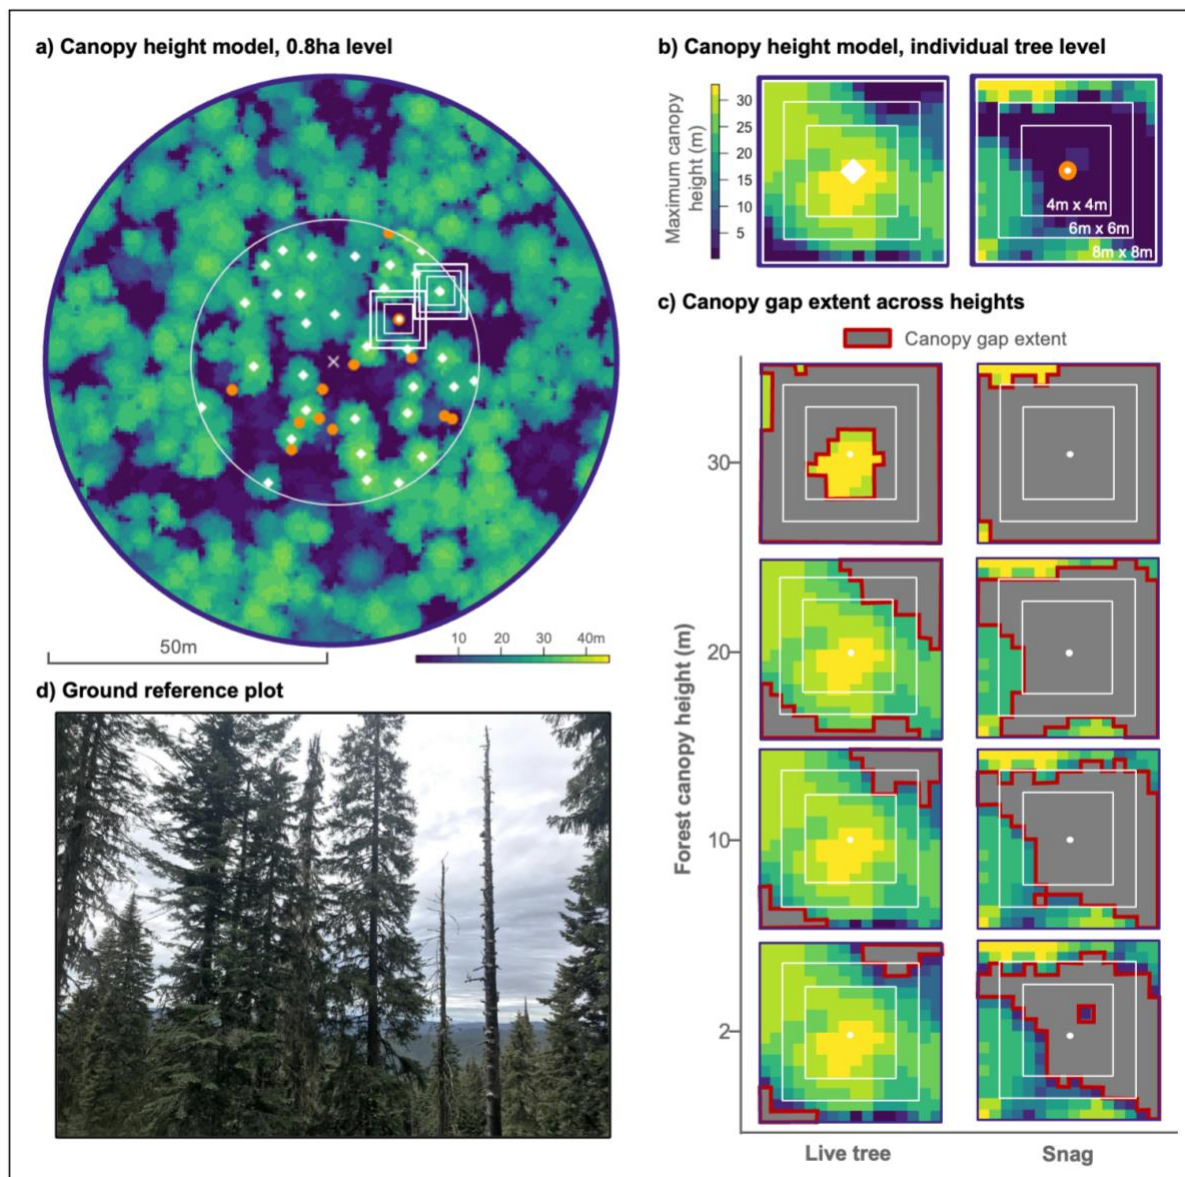 a) Canopy height model, 0.8ha level
50m
10 20 30 40m
b) Canopy height model, individual tree level
Maximum canopy
height (m)
30
25
20
15
10
5
4m x 4m
6m x 6m
8m x 8m
c) Canopy gap extent across heights
Canopy gap extent
Forest canopy height (m)
30
20
10
2
Live tree Snag
d) Ground reference plot